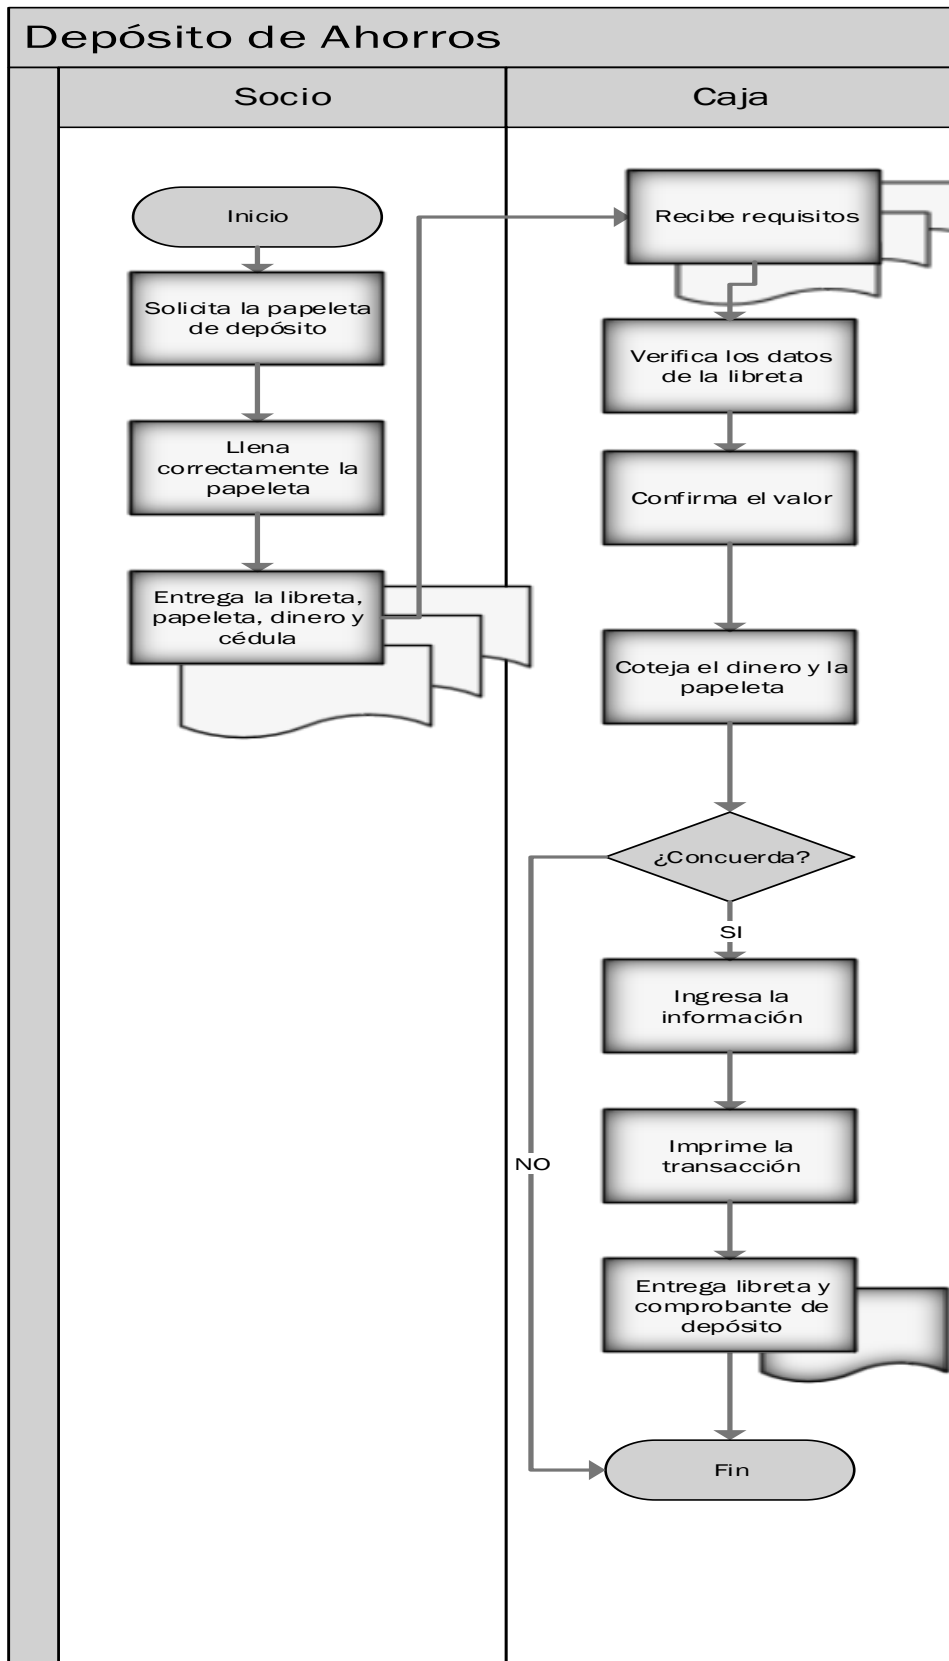 Depósito de Ahorros
Socio
Caja
Inicio
Solicita la papeleta
de depósito
Llena
correctamente la
papeleta
Entrega la libreta,
papeleta, dinero y
cédula
Recibe requisitos
Verifica los datos
de la libreta
Confirma el valor
Coteja el dinero y la
papeleta
¿Concuerda?
SI
Ingresa la
información
Imprime la
transacción
NO
Entrega libreta y
comprobante de
depósito
Fin